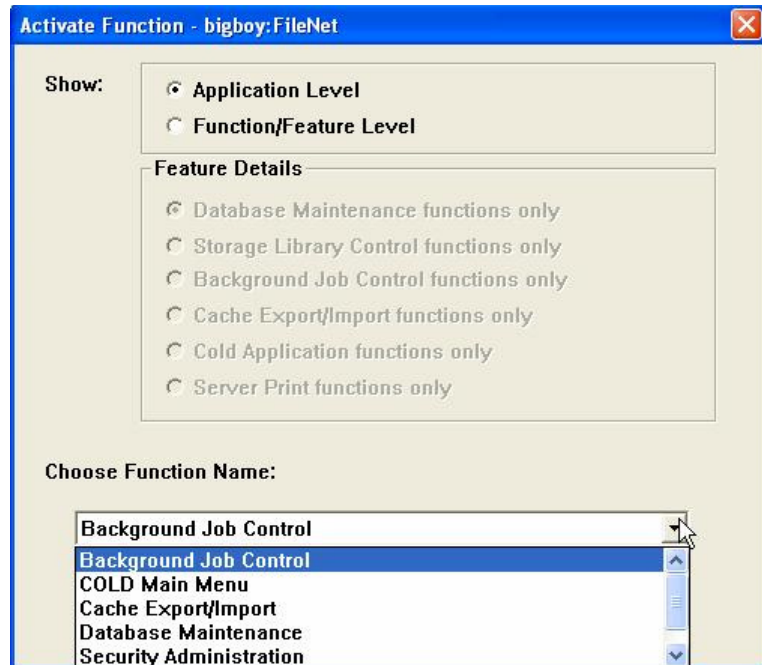 Activate Function - bigboy:FileNet
Show:
Application Level
Function/Feature Level
Feature Details
Database Maintenance functions only
Storage Library Control functions only
Background Job Control functions only
Cache Export/Import functions only
Cold Application functions only
Server Print functions only
Choose Function Name:
Background Job Control
Background Job Control
COLD Main Menu
Cache Export/Import
Database Maintenance
Security Administration